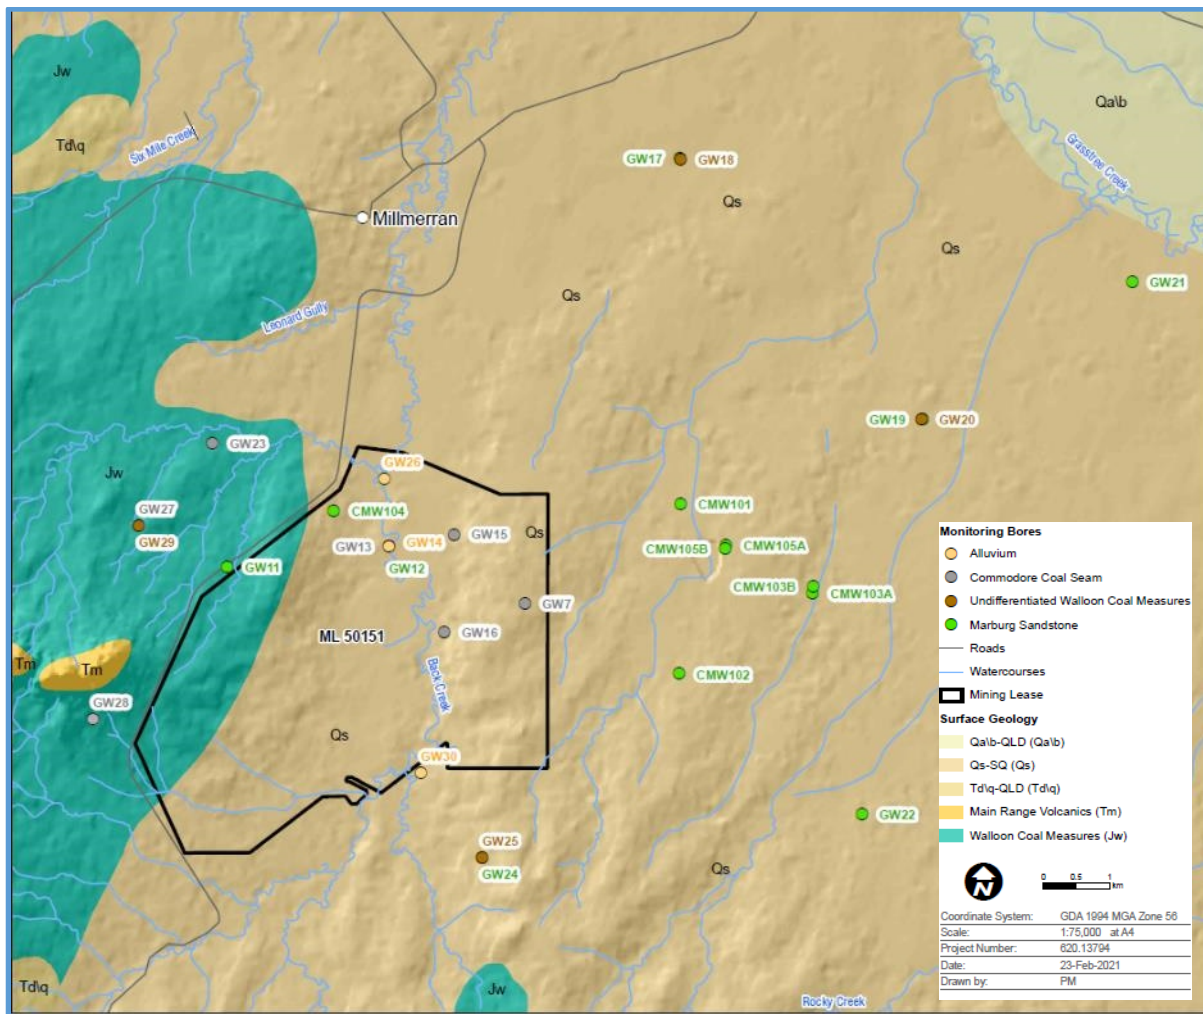 Jw
Qa\b
Td\q
Six Mile Creek
Grasstree Creek
GW17 GW18
Qs
Millmerran
Qs
GW21
Qs
Leonard Gully
GW19 GW20
GW23
Jw
GW26
GW27
CMW104
CMW101
GW29
GW13 GW14
GW15
Qs
CMW105B CMW105A
GW11
GW12
CMW103B CMW103A
GW7
ML 50151
GW16
Tm
Tm
Back Creek
CMW102
GW28
Qs
GW30
GW22
GW25
GW24
Qs
Td\q
Jw
Rocky Creek
Monitoring Bores
Alluvium
Commodore Coal Seam
Undifferentiated Walloon Coal Measures
Marburg Sandstone
Roads
Watercourses
Mining Lease
Surface Geology
Qa\b-QLD (Qa\b)
Qs-SQ (Qs)
Td\q-QLD (Td\q)
Main Range Volcanics (Tm)
Walloon Coal Measures (Jw)
N
0 0.5 1
km
Coordinate System: GDA 1994 MGA Zone 56
Scale: 1:75,000 at A4
Project Number: 620.13794
Date: 23-Feb-2021
Drawn by: PM